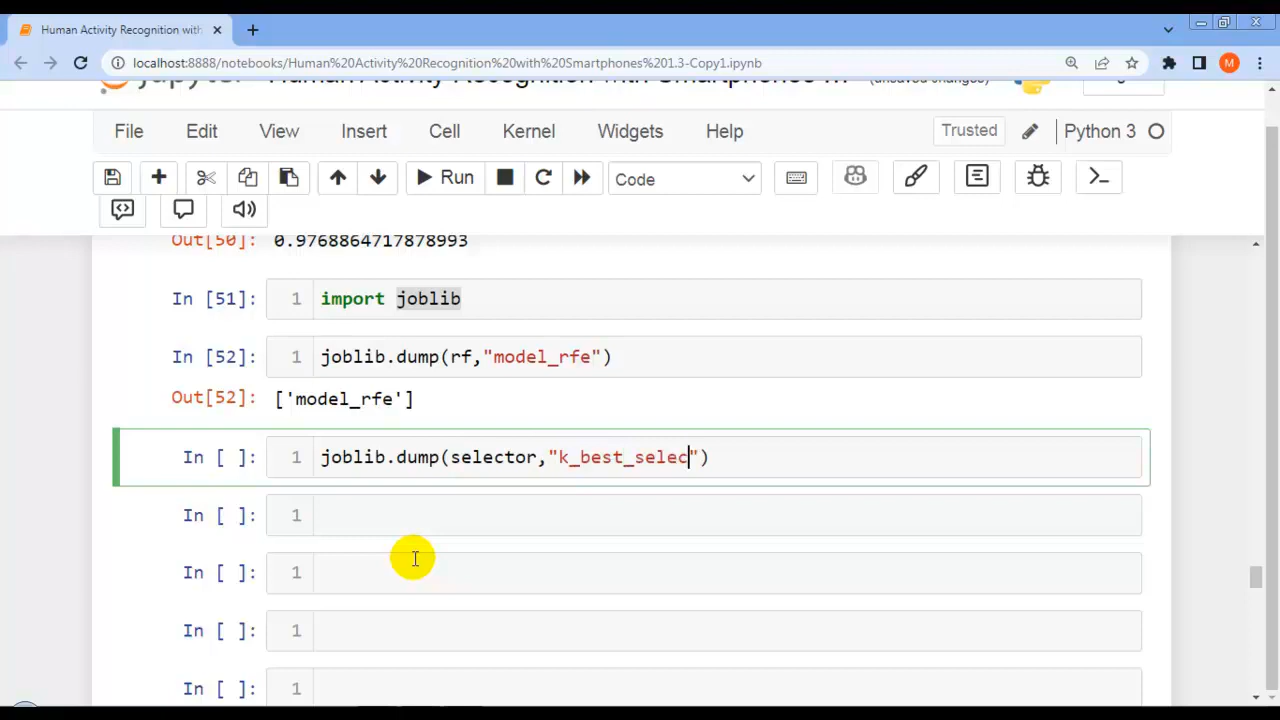 Human Activity Recognition with
localhost:8888/notebooks/Human%20Activity%20Recognition%20with%20Smartphones%201.3-Copy1.ipynb
M
File Edit View Insert Cell Kernel Widgets Help
Trusted Python 3
Run Code
Out[50]: 0.9768864717878993
In [51]: 1 import joblib
In [52]: 1 joblib.dump(rf,"model_rfe")
Out[52]: ['model_rfe']
In [ ]: 1 joblib.dump(selector,"k_best_selec")
In [ ]: 1
In [ ]: 1
In [ ]: 1
In [ ]: 1